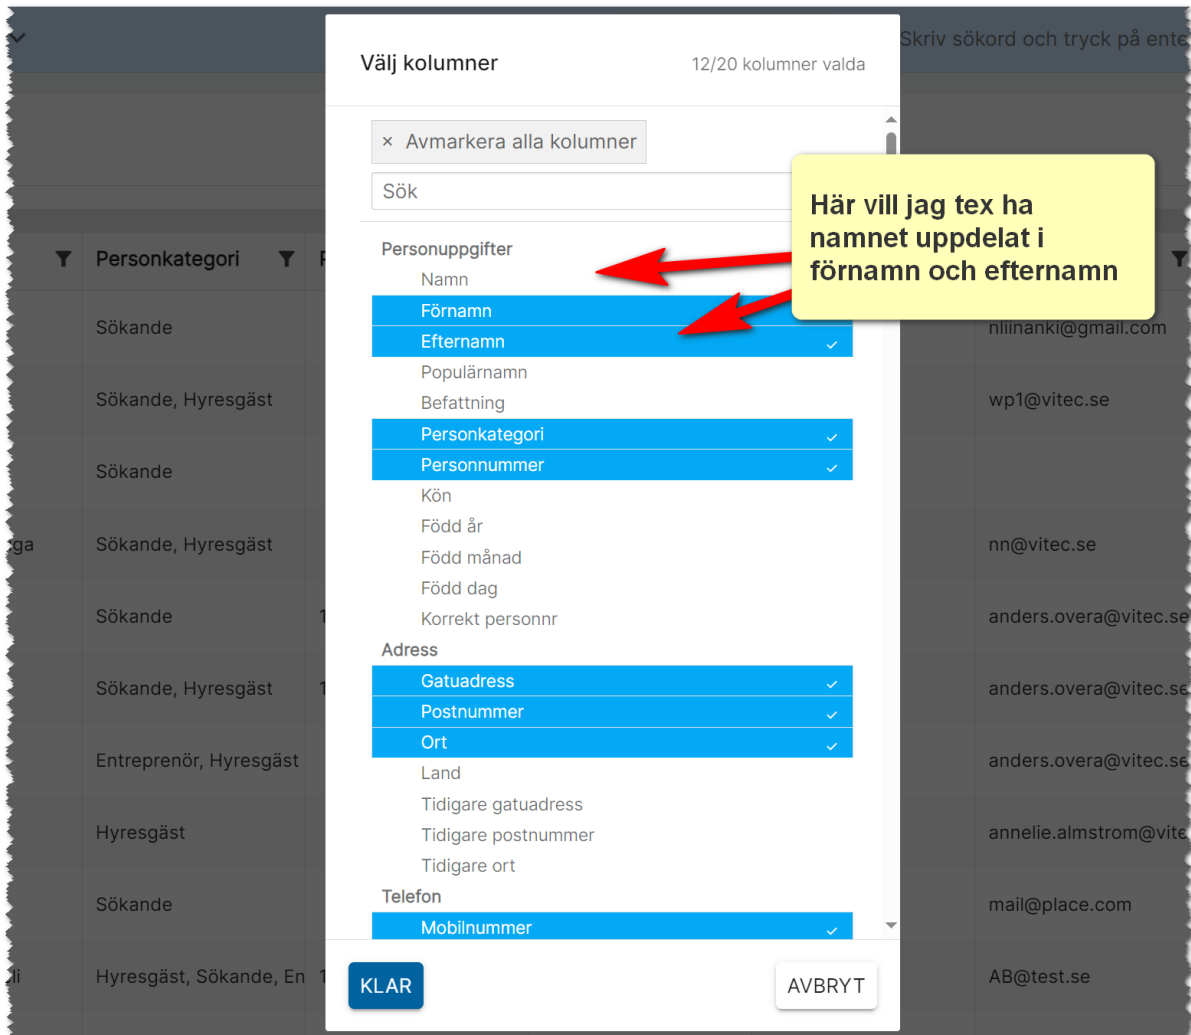 Skriv sökord och tryck på ente
Välj kolumner
12/20 kolumner valda
× Avmarkera alla kolumner
Sök
Här vill jag tex ha
namnet uppdelat i
förnamn och efternamn
Personuppgifter
Namn
Förnamn
Efternamn
Populärnamn
Befattning
Personkategori
Personnummer
Kön
Född år
Född månad
Född dag
Korrekt personnr
Adress
Gatuadress
Postnummer
Ort
Land
Tidigare gatuadress
Tidigare postnummer
Tidigare ort
Telefon
Mobilnummer
KLAR
AVBRYT
Personkategori
Sökande
nliinanki@gmail.com
Sökande, Hyresgäst
wp1@vitec.se
Sökande
Sökande, Hyresgäst
nn@vitec.se
Sökande
1
anders.overa@vitec.se
Sökande, Hyresgäst
1
anders.overa@vitec.se
Entreprenör, Hyresgäst
anders.overa@vitec.se
Hyresgäst
annelie.almstrom@vite
Sökande
mail@place.com
Hyresgäst, Sökande, En
1
AB@test.se